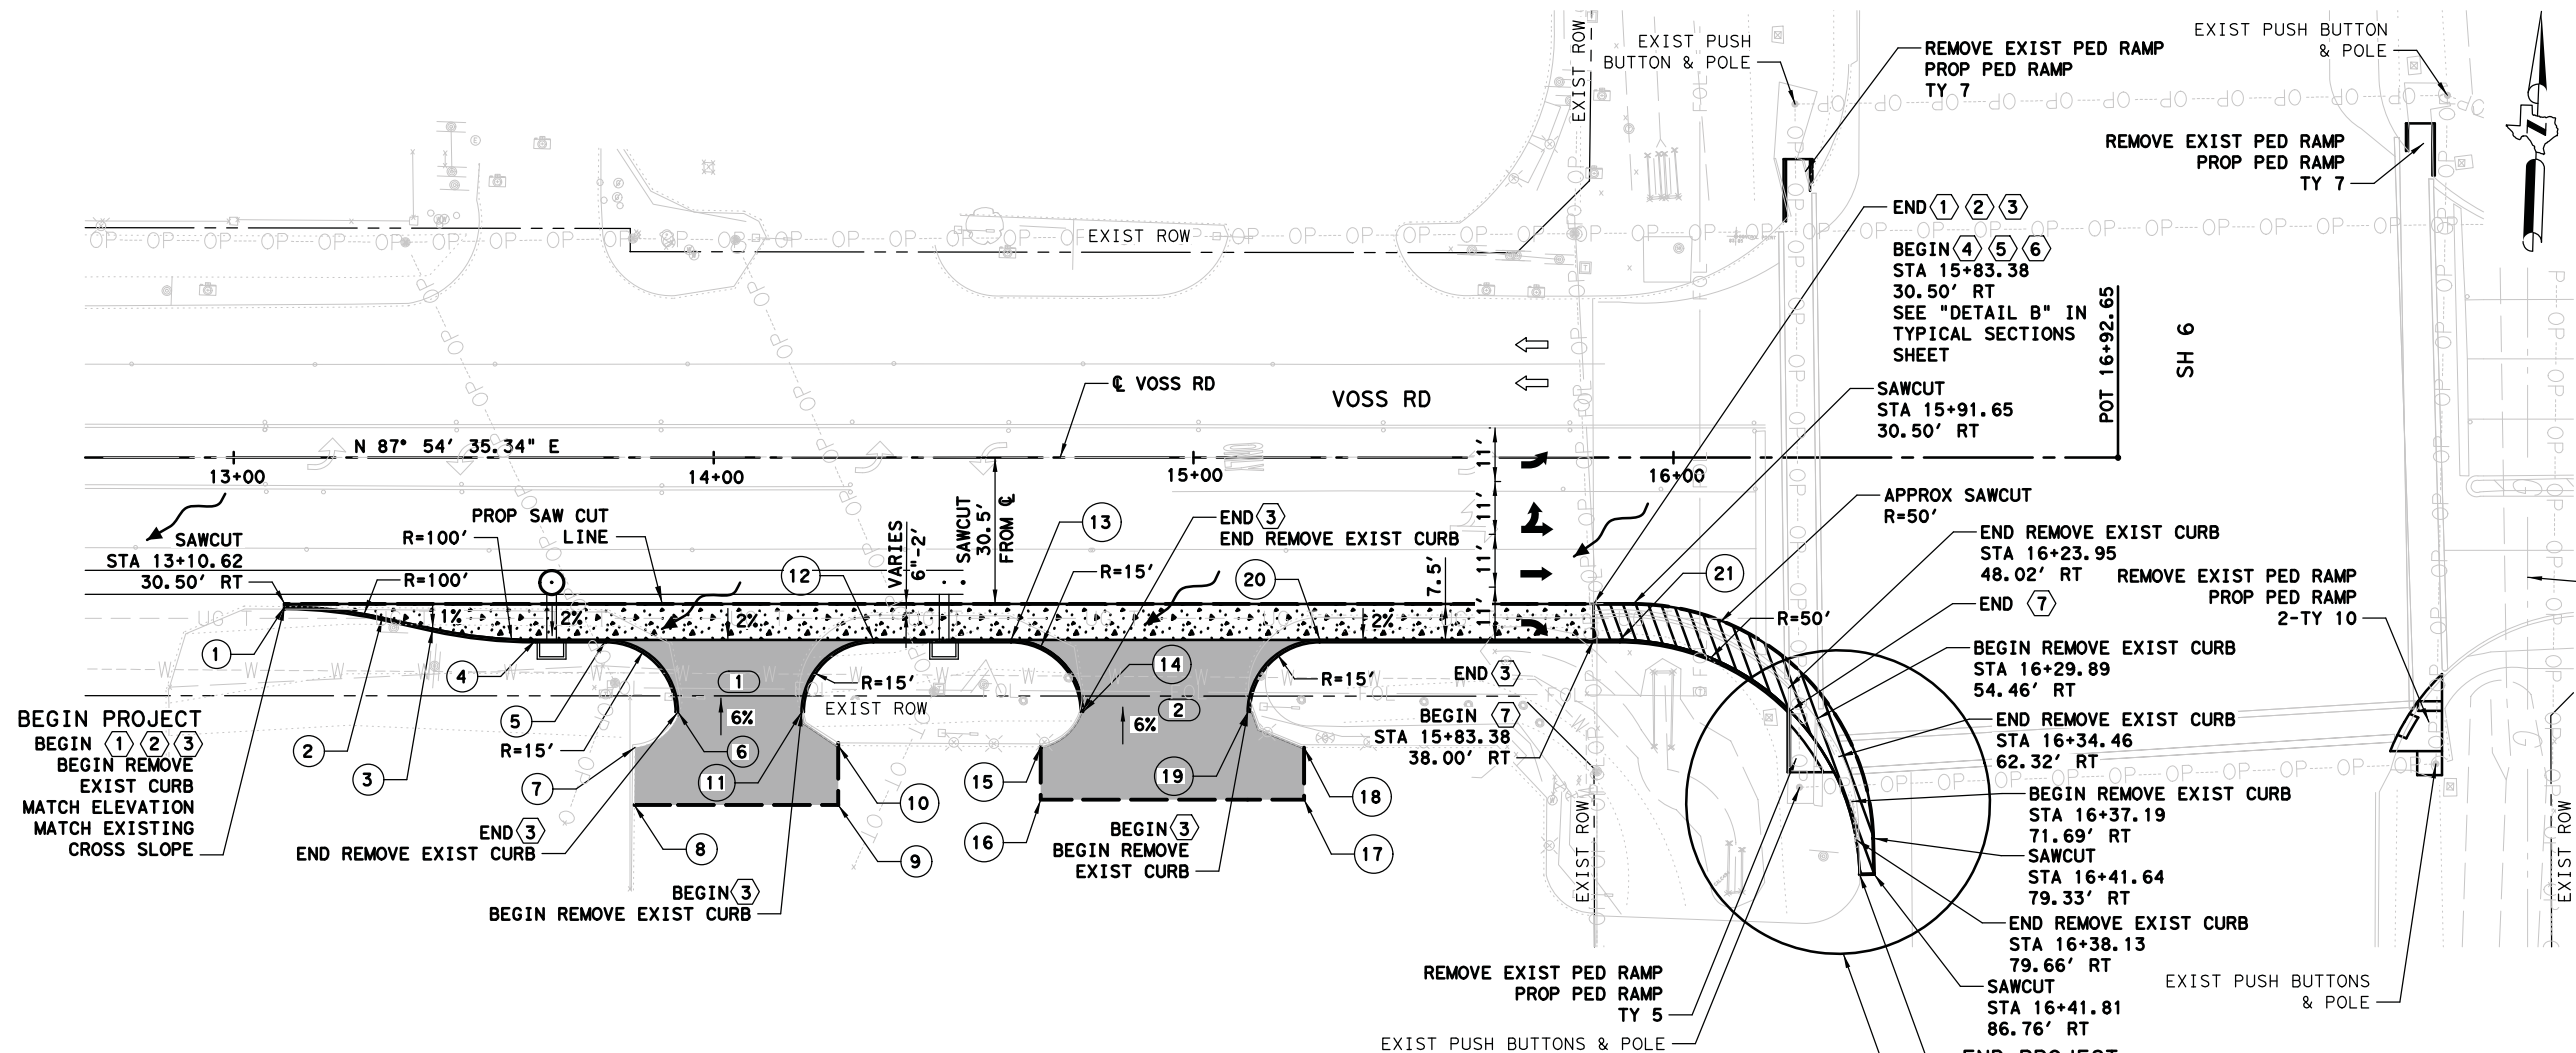 EXIST PUSH
BUTTON & POLE
EXIST ROW
REMOVE EXIST PED RAMP
PROP PED RAMP
TY 7
EXIST PUSH BUTTON
& POLE
REMOVE EXIST PED RAMP
PROP PED RAMP
TY 7
END 1 2 3
BEGIN 4 5 6
STA 15+83.38
30.50' RT
SEE "DETAIL B" IN
TYPICAL SECTIONS
SHEET
EXIST ROW
POT 16+92.65
SH 6
℄ VOSS RD
VOSS RD
SAWCUT
STA 15+91.65
30.50' RT
N 87° 54' 35.34" E
13+00
14+00
15+00
16+00
11'
11'
11'
11'
7.5'
APPROX SAWCUT
R=50'
PROP SAW CUT
LINE
R=100'
SAWCUT
STA 13+10.62
30.50' RT
R=100'
VARIES
6"-2'
SAWCUT
30.5'
FROM ℄
13
END 3
END REMOVE EXIST CURB
R=15'
12
20
21
END REMOVE EXIST CURB
STA 16+23.95
48.02' RT
END 7
REMOVE EXIST PED RAMP
PROP PED RAMP
2-TY 10
R=50'
1%
2%
2%
2%
1
4
5
R=15'
2
3
1
6%
6
R=15'
EXIST ROW
14
2
6%
R=15'
END 3
BEGIN 7
STA 15+83.38
38.00' RT
BEGIN REMOVE EXIST CURB
STA 16+29.89
54.46' RT
END REMOVE EXIST CURB
STA 16+34.46
62.32' RT
BEGIN PROJECT
BEGIN 1 2 3
BEGIN REMOVE
EXIST CURB
MATCH ELEVATION
MATCH EXISTING
CROSS SLOPE
7
11
10
15
19
18
END 3
END REMOVE EXIST CURB
8
9
16
BEGIN 3
BEGIN REMOVE
EXIST CURB
17
BEGIN 3
BEGIN REMOVE EXIST CURB
EXIST ROW
BEGIN REMOVE EXIST CURB
STA 16+37.19
71.69' RT
SAWCUT
STA 16+41.64
79.33' RT
END REMOVE EXIST CURB
STA 16+38.13
79.66' RT
SAWCUT
STA 16+41.81
86.76' RT
EXIST ROW
REMOVE EXIST PED RAMP
PROP PED RAMP
TY 5
EXIST PUSH BUTTONS & POLE
EXIST PUSH BUTTONS
& POLE
END PROJECT